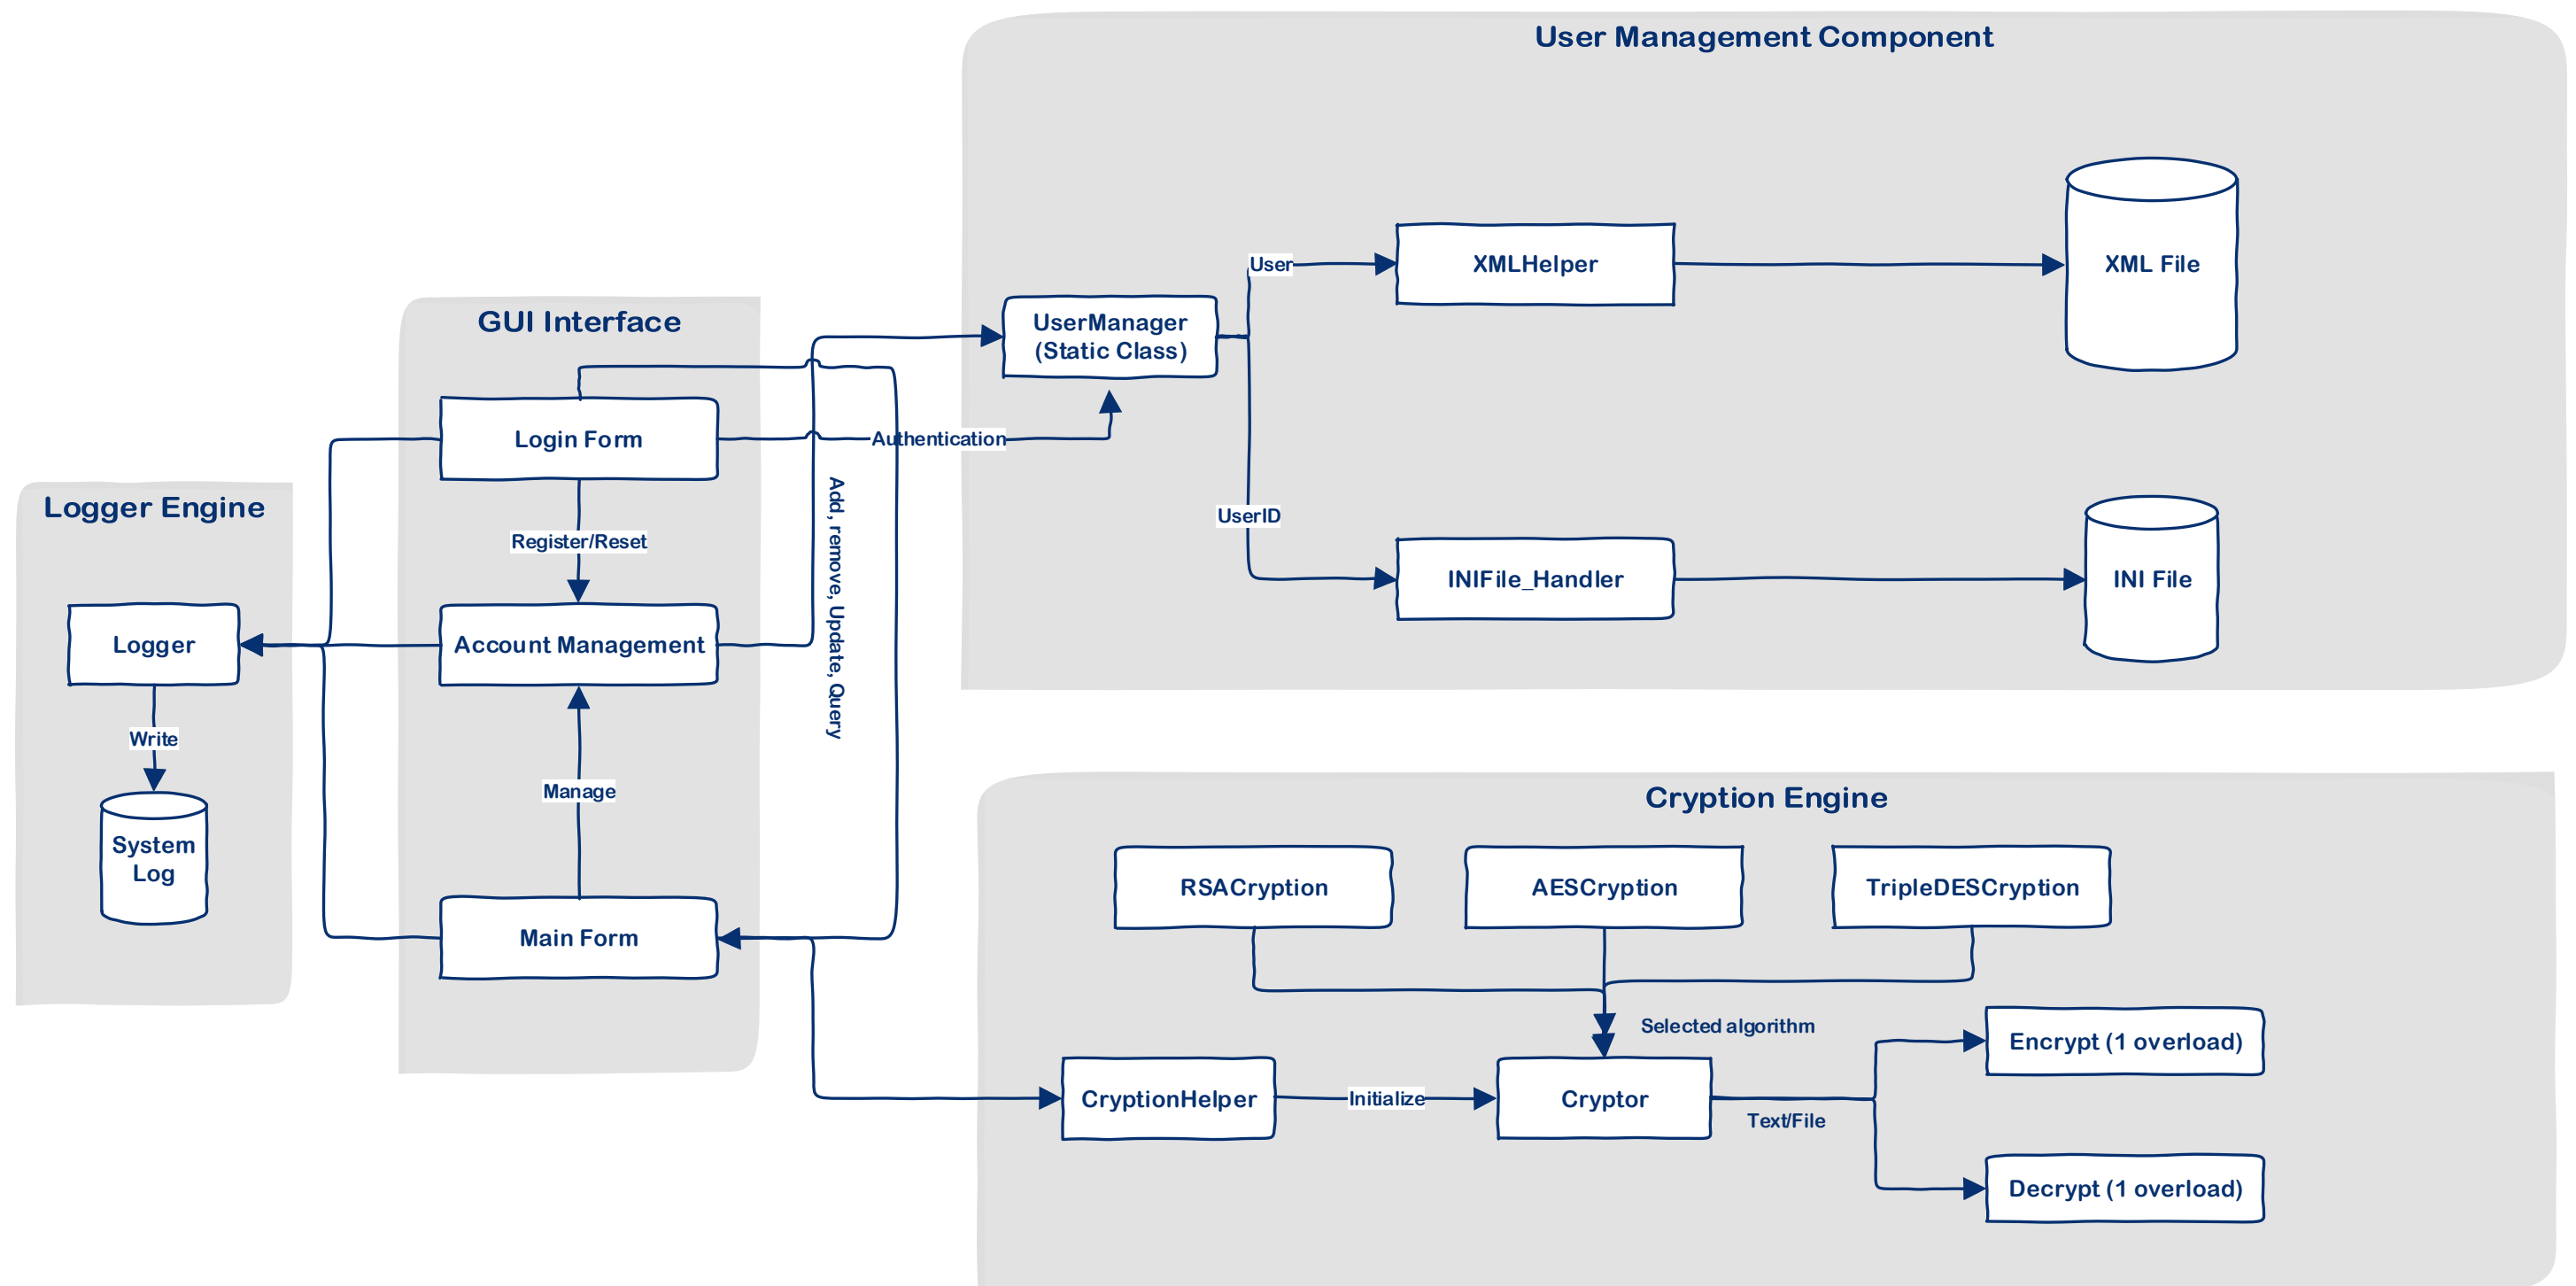 User Management Component
XMLHelper
XML File
User
UserManager
(Static Class)
UserID
INIFile_Handler
INI File
GUI Interface
Login Form
Authentication
Register/Reset
Account Management
Add, remove, Update, Query
Manage
Main Form
Logger Engine
Logger
Write
System
Log
Cryption Engine
RSACryption
AESCryption
TripleDESCryption
Selected algorithm
CryptionHelper
Initialize
Cryptor
Text/File
Encrypt (1 overload)
Decrypt (1 overload)